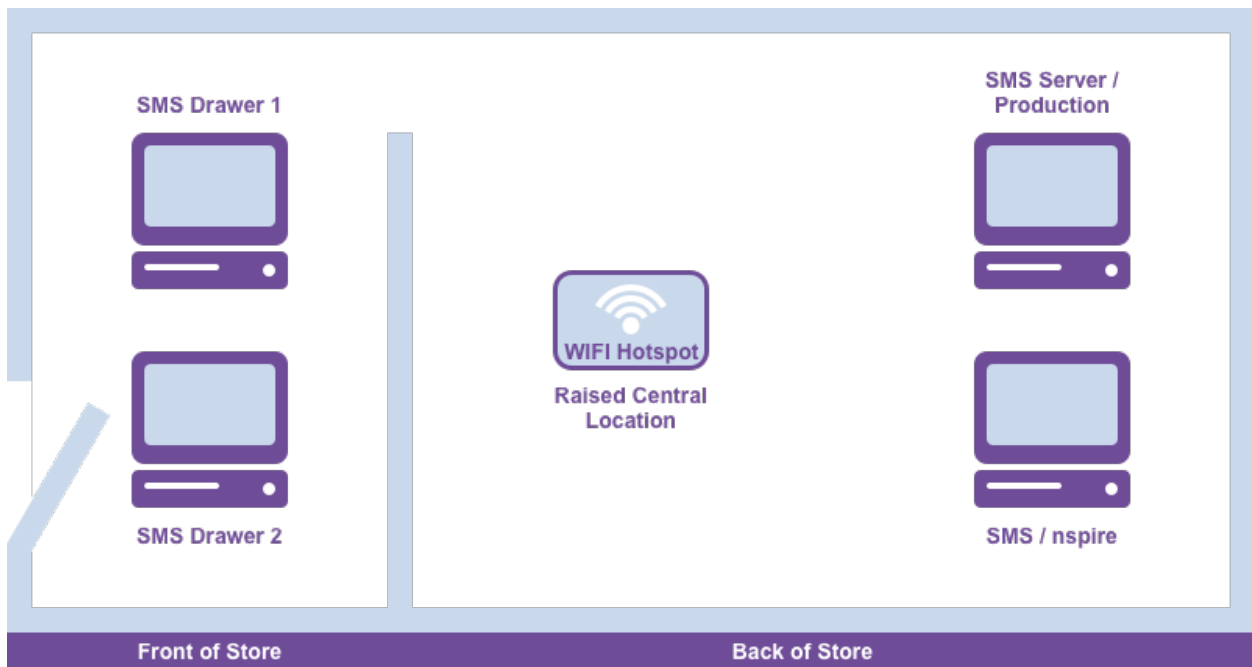 SMS Drawer 1
SMS Server /
Production
WIFI Hotspot
Raised Central
Location
SMS Drawer 2
SMS / nspire
Front of Store
Back of Store